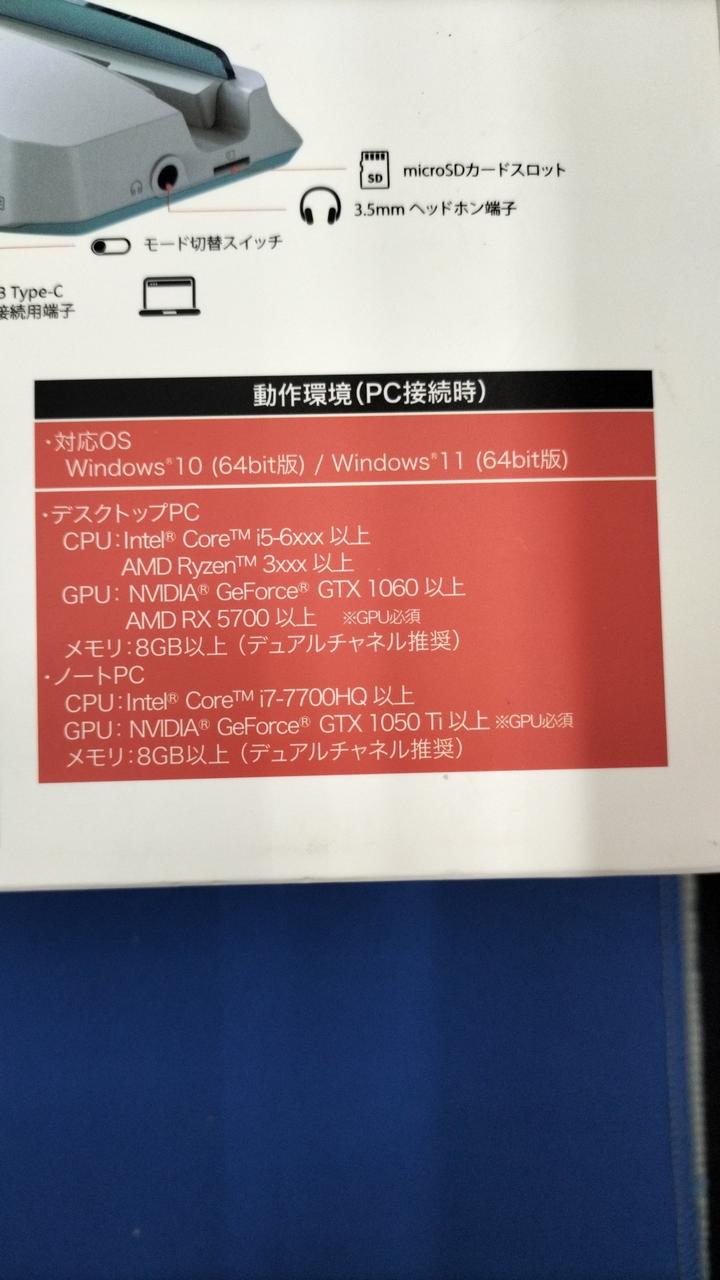 SD
microSDカードスロット
3.5mm ヘッドホン端子
モード切替スイッチ
Type-C
接続用端子
動作環境（PC接続時）
・対応OS
Windows®10 (64bit版) / Windows®11 (64bit版)
・デスクトップPC
CPU：Intel® Core™ i5-6xxx 以上
AMD Ryzen™ 3xxx 以上
GPU： NVIDIA® GeForce® GTX 1060 以上
AMD RX 5700 以上 ※GPU必須
メモリ：8GB以上（デュアルチャネル推奨）
・ノートPC
CPU：Intel® Core™ i7-7700HQ 以上
GPU： NVIDIA® GeForce® GTX 1050 Ti 以上 ※GPU必須
メモリ：8GB以上（デュアルチャネル推奨）